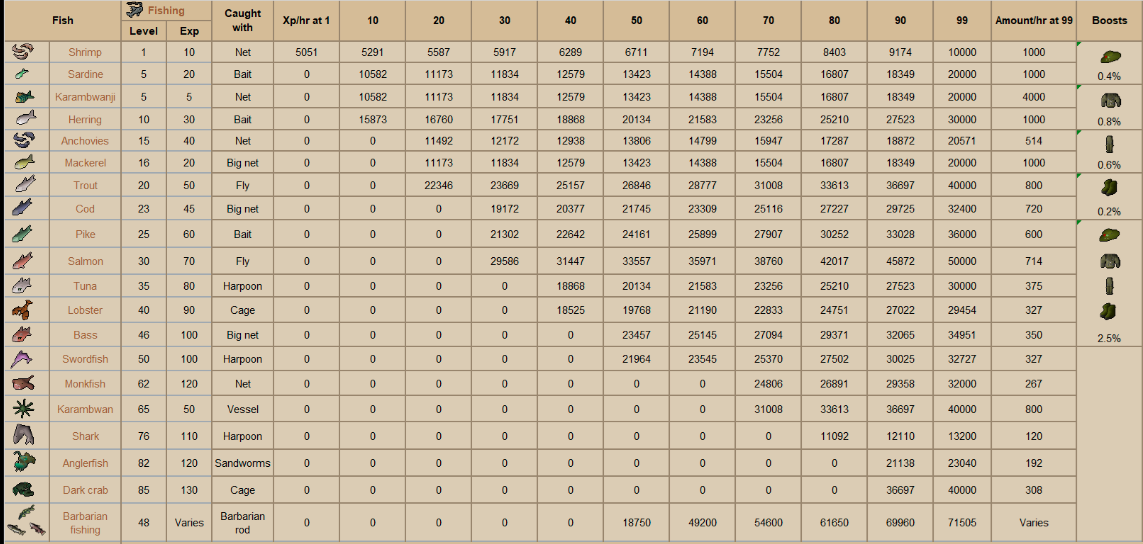 Fish Fishing Caught with Xp/hr at 1 10 20 30 40 50 60 70 80 90 99 Amount/hr at 99 Boosts
Level Exp
Shrimp 1 10 Net 5051 5291 5587 5917 6289 6711 7194 7752 8403 9174 10000 1000
Sardine 5 20 Bait 0 10582 11173 11834 12579 13423 14388 15504 16807 18349 20000 1000 0.4%
Karambwanji 5 5 Net 0 10582 11173 11834 12579 13423 14388 15504 16807 18349 20000 4000
Herring 10 30 Bait 0 15873 16760 17751 18868 20134 21583 23256 25210 27523 30000 1000 0.8%
Anchovies 15 40 Net 0 0 11492 12172 12938 13806 14799 15947 17287 18872 20571 514
Mackerel 16 20 Big net 0 0 11173 11834 12579 13423 14388 15504 16807 18349 20000 1000 0.6%
Trout 20 50 Fly 0 0 22346 23669 25157 26846 28777 31008 33613 36697 40000 800
Cod 23 45 Big net 0 0 0 19172 20377 21745 23309 25116 27227 29725 32400 720 0.2%
Pike 25 60 Bait 0 0 0 21302 22642 24161 25899 27907 30252 33028 36000 600
Salmon 30 70 Fly 0 0 0 29586 31447 33557 35971 38760 42017 45872 50000 714
Tuna 35 80 Harpoon 0 0 0 0 18868 20134 21583 23256 25210 27523 30000 375
Lobster 40 90 Cage 0 0 0 0 18525 19768 21190 22833 24751 27022 29454 327
Bass 46 100 Big net 0 0 0 0 0 23457 25145 27094 29371 32065 34951 350 2.5%
Swordfish 50 100 Harpoon 0 0 0 0 0 21964 23545 25370 27502 30025 32727 327
Monkfish 62 120 Net 0 0 0 0 0 0 0 24806 26891 29358 32000 267
Karambwan 65 50 Vessel 0 0 0 0 0 0 0 31008 33613 36697 40000 800
Shark 76 110 Harpoon 0 0 0 0 0 0 0 0 11092 12110 13200 120
Anglerfish 82 120 Sandworms 0 0 0 0 0 0 0 0 0 21138 23040 192
Dark crab 85 130 Cage 0 0 0 0 0 0 0 0 0 36697 40000 308
Barbarian fishing 48 Varies Barbarian rod 0 0 0 0 0 18750 49200 54600 61650 69960 71505 Varies